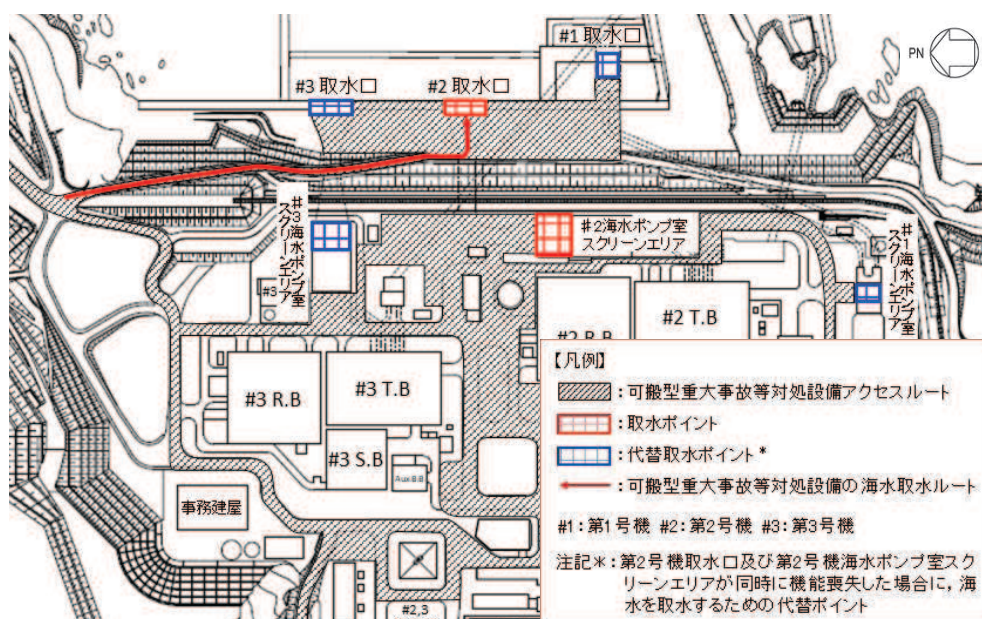 #1 取水口
PN
#3 取水口
#2 取水口
#3海水ポンプ室
スクリーンエリア
#2海水ポンプ室
スクリーンエリア
#1海水ポンプ室
スクリーンエリア
#3
#2 R.B
#2 T.B
#3 R.B
#3 T.B
#3 S.B
Aux.B.B
事務建屋
#2,3
【凡例】
:可搬型重大事故等対処設備アクセスルート
:取水ポイント
:代替取水ポイント*
:可搬型重大事故等対処設備の海水取水ルート
#1:第1号機 #2:第2号機 #3:第3号機
注記*:第2号機取水口及び第2号機海水ポンプ室スク
リーンエリアが同時に機能喪失した場合に,海
水を取水するための代替ポイント